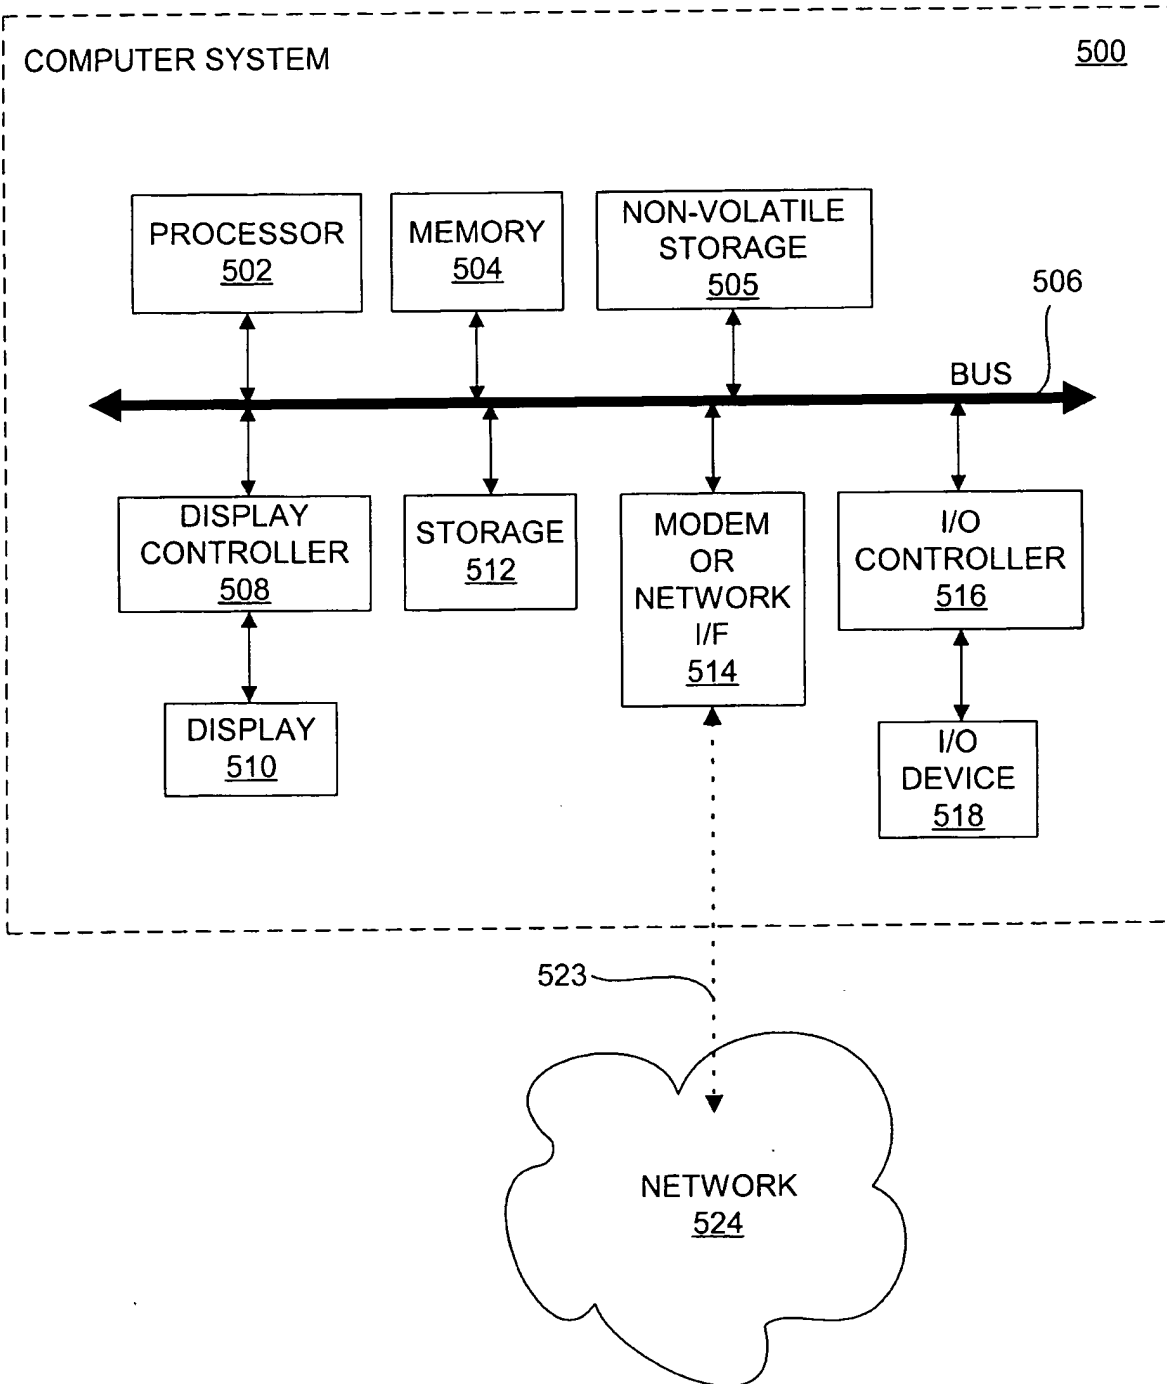 COMPUTER SYSTEM
500
PROCESSOR
502
MEMORY
504
NON-VOLATILE
STORAGE
505
506
BUS
DISPLAY
CONTROLLER
508
STORAGE
512
MODEM
OR
NETWORK
I/F
514
I/O
CONTROLLER
516
DISPLAY
510
I/O
DEVICE
518
523
NETWORK
524